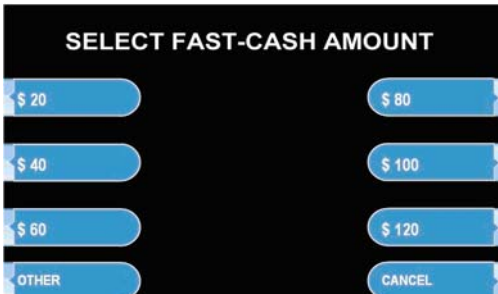 SELECT FAST-CASH AMOUNT
$ 20
$ 80
$ 40
$ 100
$ 60
$ 120
OTHER
CANCEL